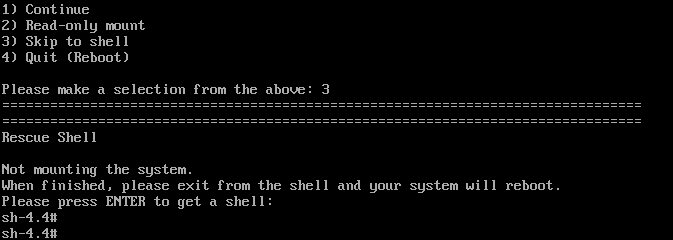 1) Continue
2) Read-only mount
3) Skip to shell
4) Quit (Reboot)
Please make a selection from the above: 3
================================================================================
================================================================================
Rescue Shell
Not mounting the system.
When finished, please exit from the shell and your system will reboot.
Please press ENTER to get a shell:
sh-4.4#
sh-4.4#